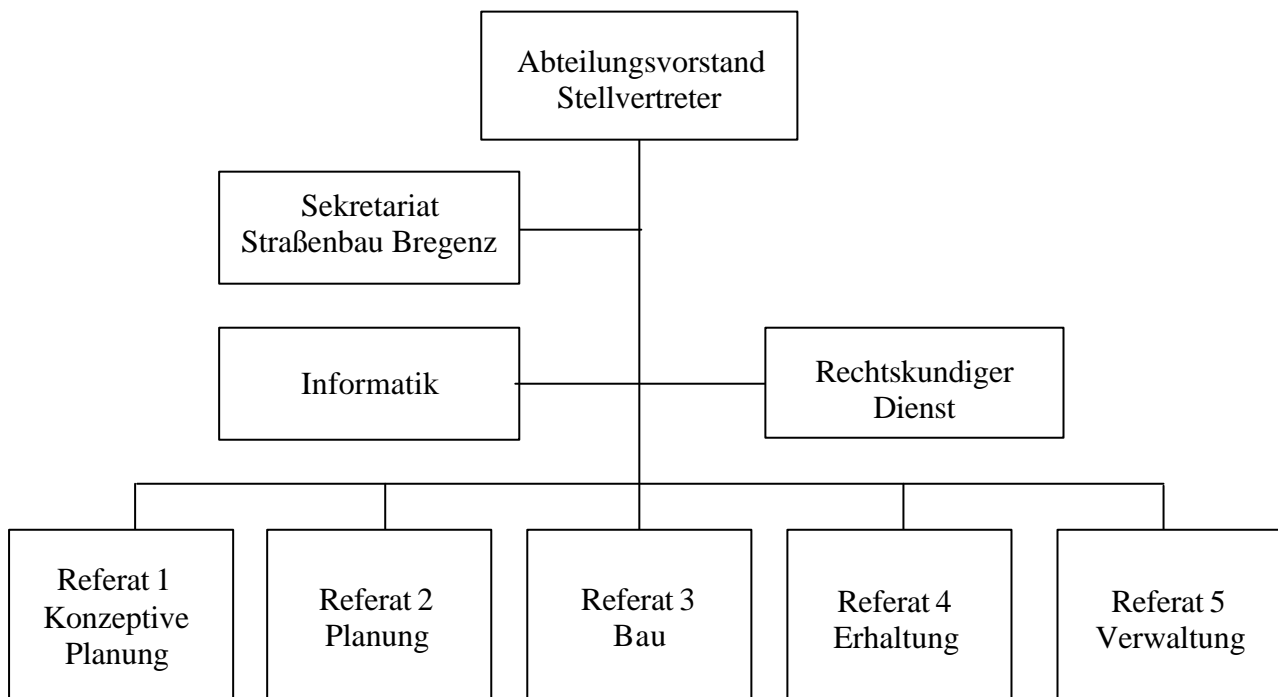 Abteilungsvorstand
Stellvertreter
Sekretariat
Straßenbau Bregenz
Informatik
Rechtskundiger
Dienst
Referat 1
Konzeptive
Planung
Referat 2
Planung
Referat 3
Bau
Referat 4
Erhaltung
Referat 5
Verwaltung